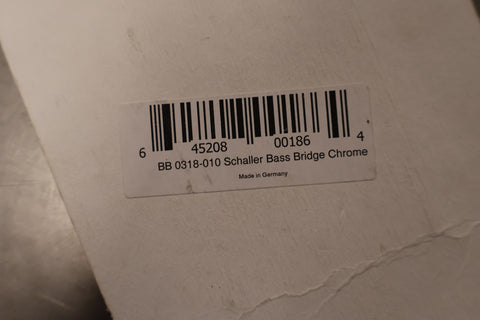 6 45208 00186 4
BB 0318-010 Schaller Bass Bridge Chrome
Made in Germany